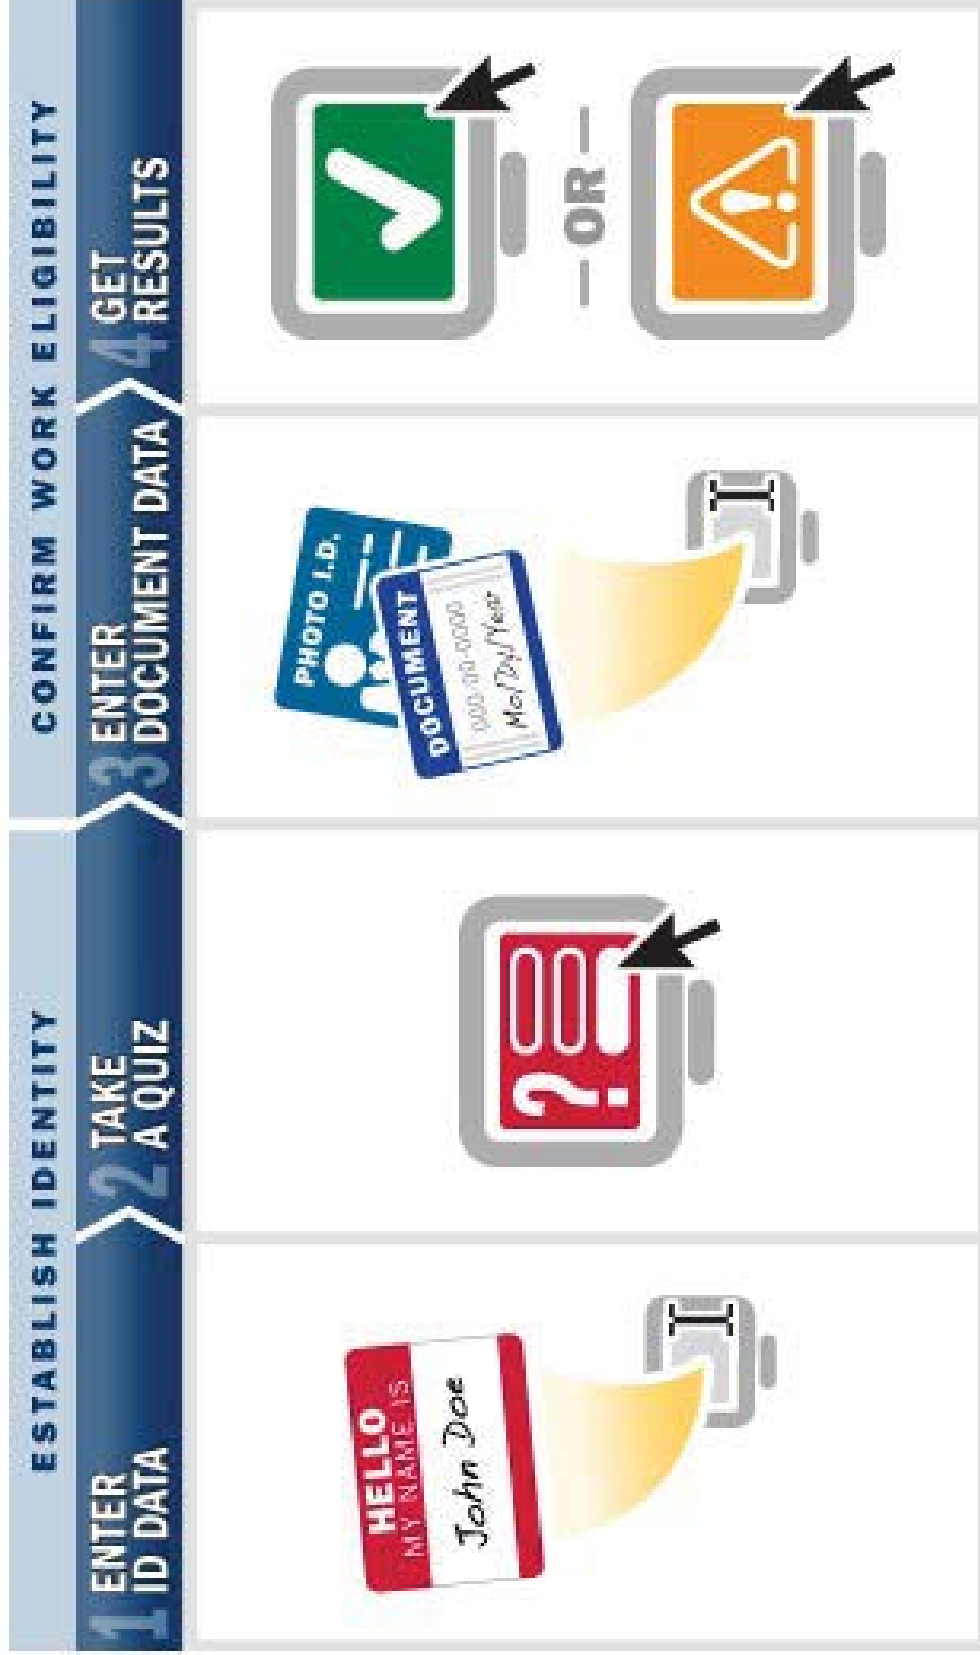 ESTABLISH IDENTITY
CONFIRM WORK ELIGIBILITY
1 ENTER
ID DATA
2 TAKE
A QUIZ
3 ENTER
DOCUMENT DATA
4 GET
RESULTS
HELLO
MY NAME IS
John Doe
PHOTO I.D.
DOCUMENT
000-00-0000
Mo/Dy/Year
OR